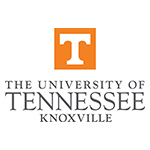 T
THE UNIVERSITY OF
TENNESSEE
KNOXVILLE